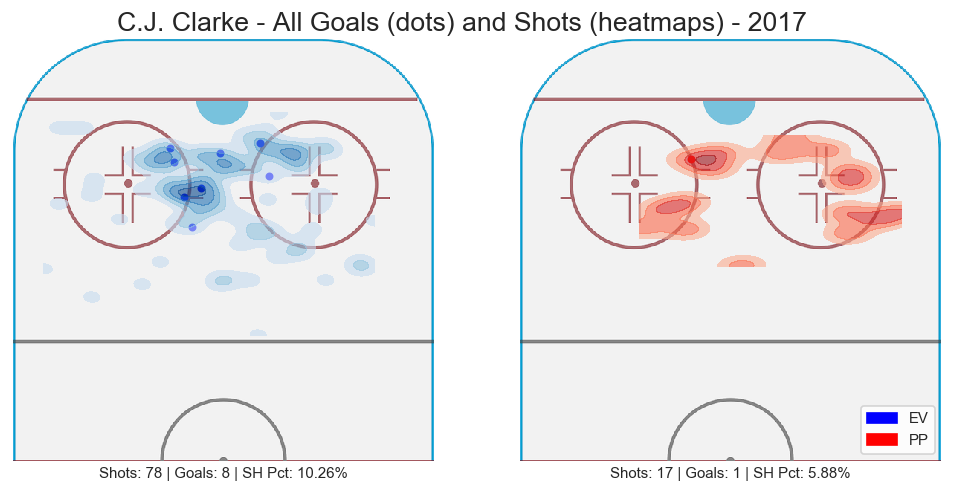 C.J. Clarke - All Goals (dots) and Shots (heatmaps) - 2017
EV
PP
Shots: 78 | Goals: 8 | SH Pct: 10.26%
Shots: 17 | Goals: 1 | SH Pct: 5.88%